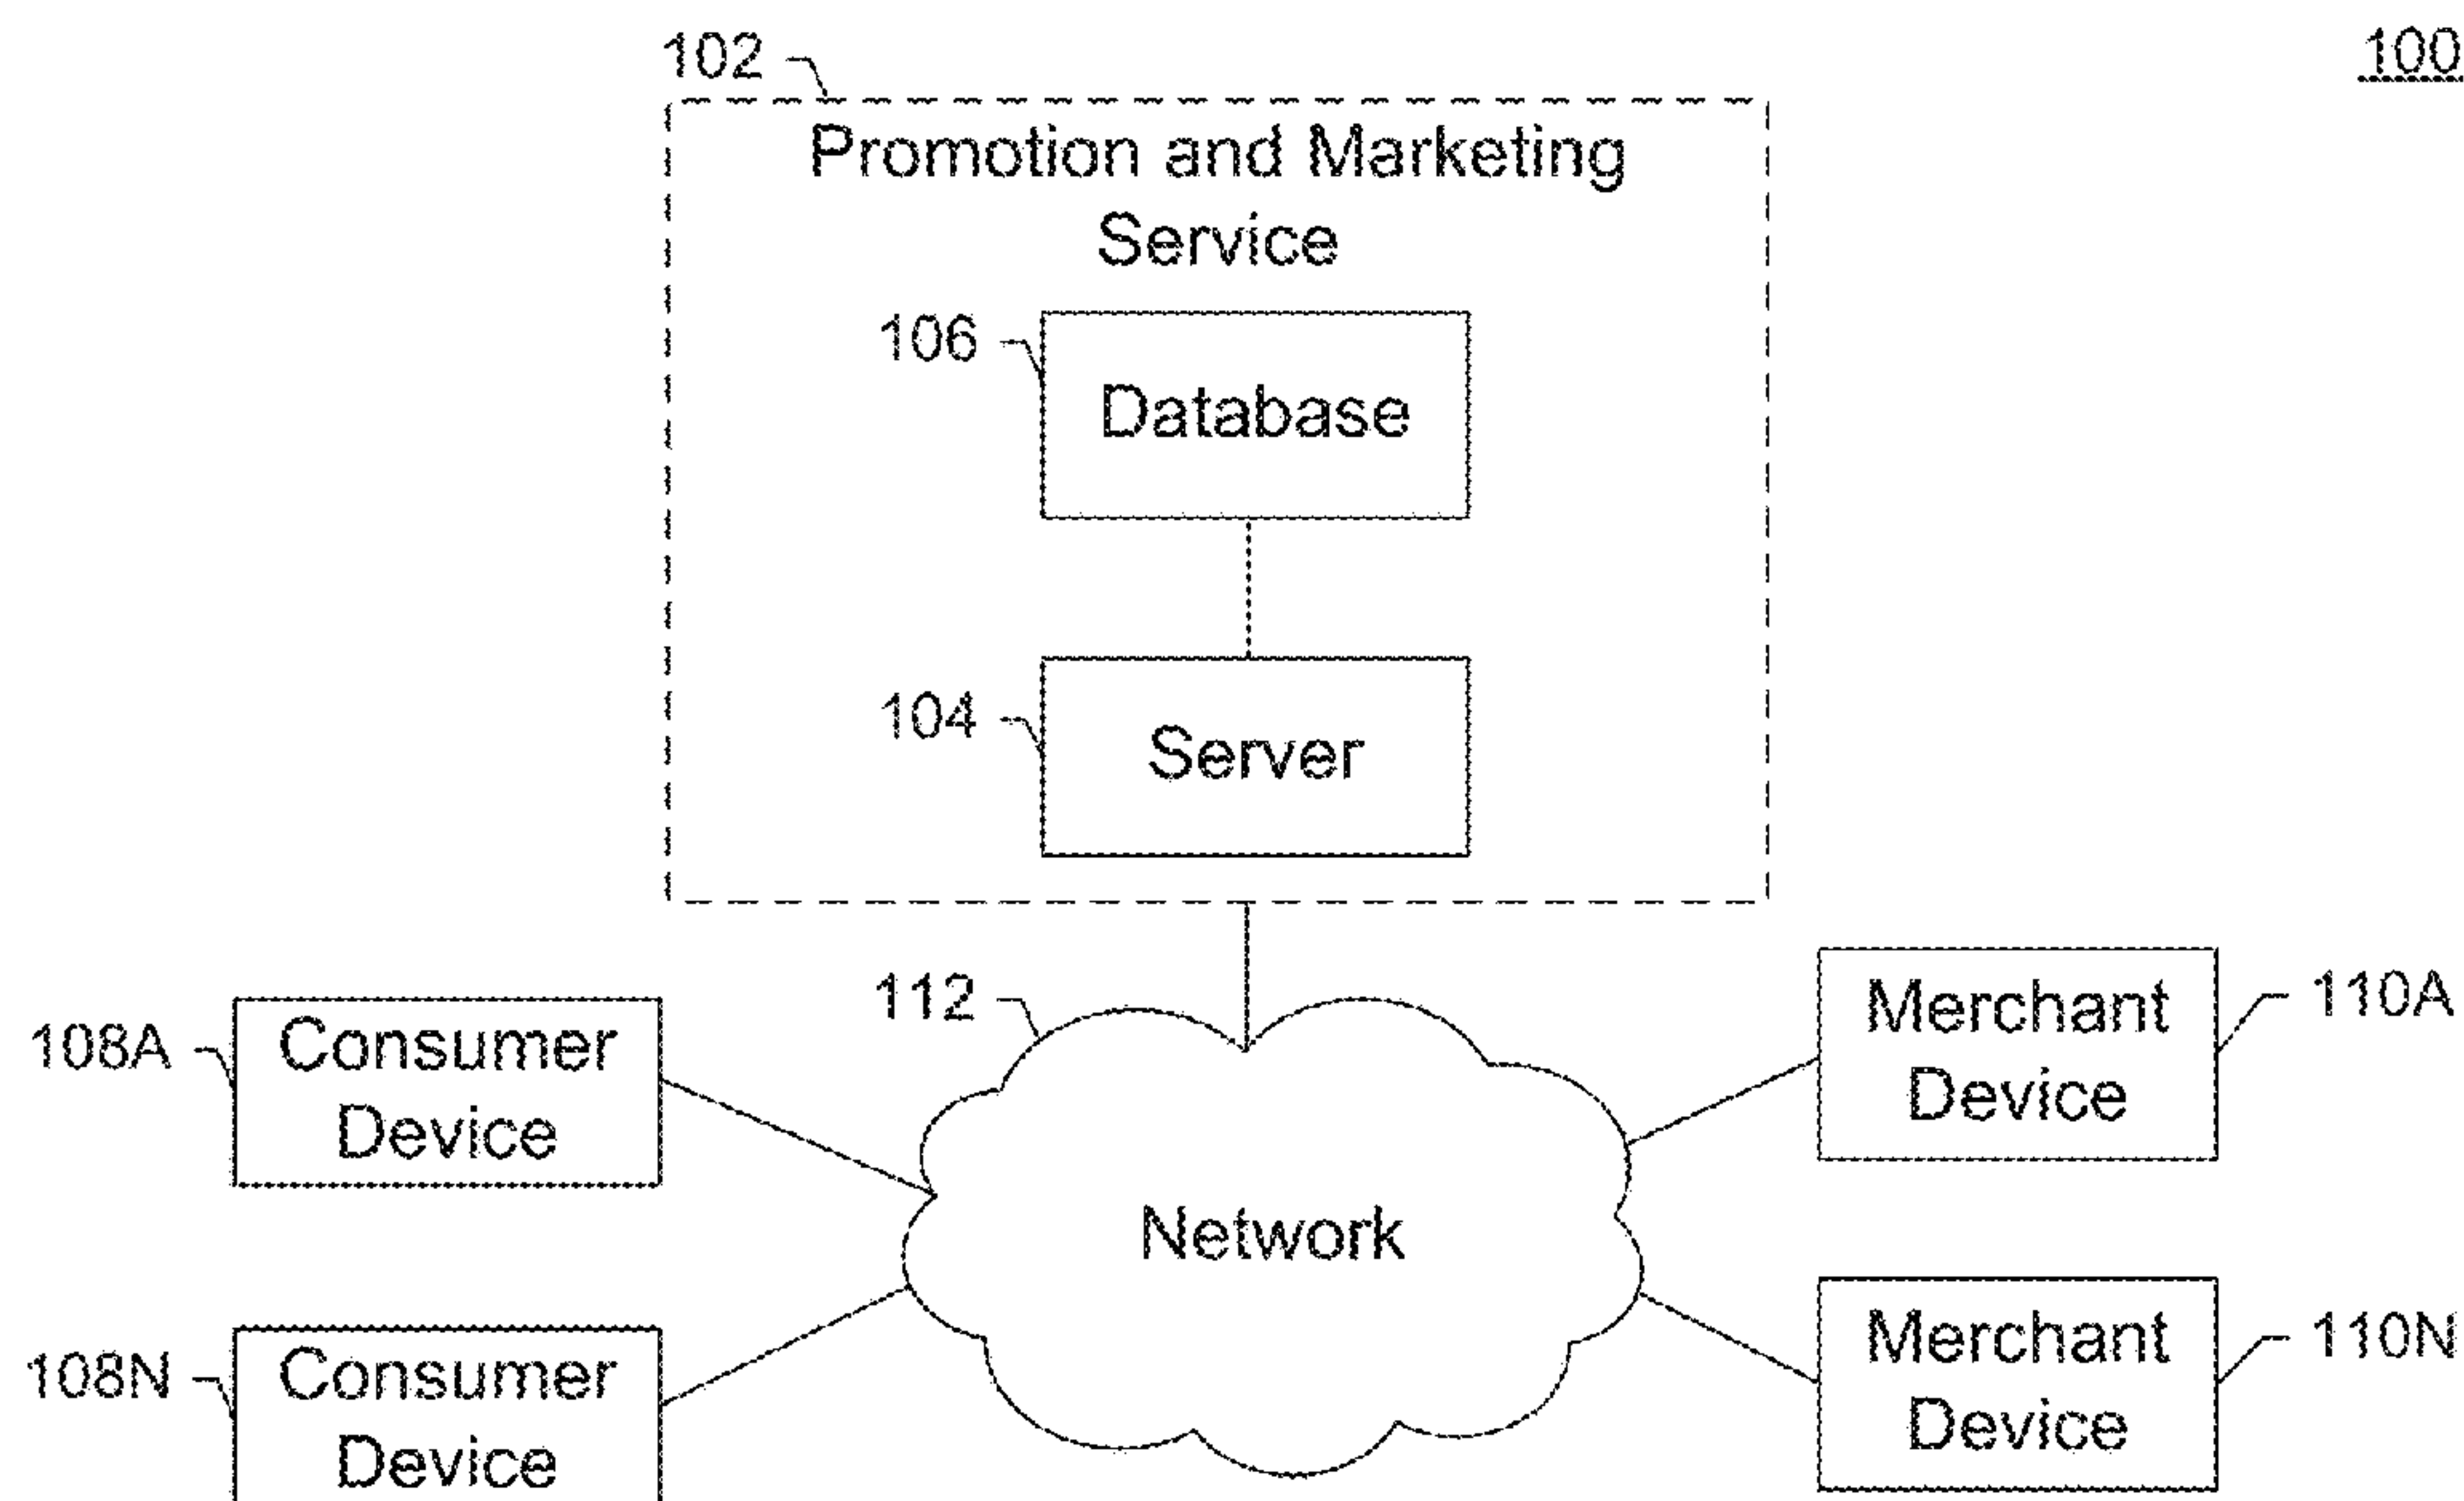 102
100
Promotion and Marketing
Service
106
Database
104
Server
112
108A
Consumer
Device
Merchant
Device
110A
Network
108N
Consumer
Device
Merchant
Device
110N